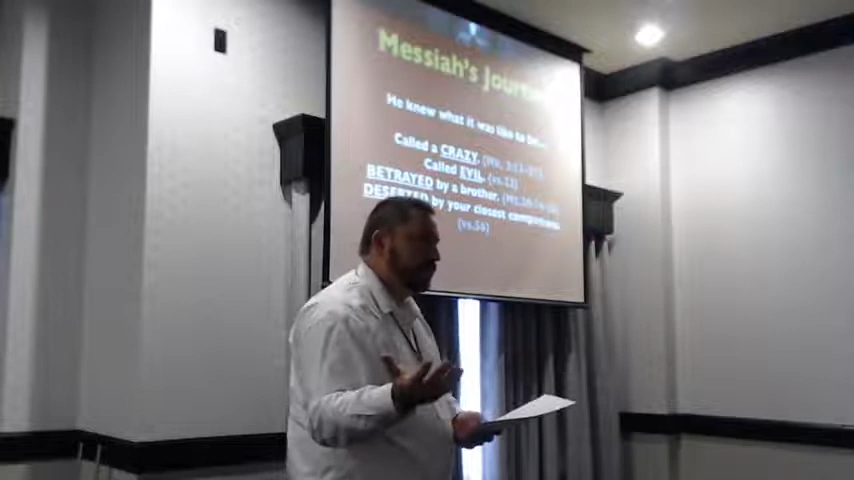 Messiah's Journey
He knew what it was like to be...
Called a CRAZY,
Called EVIL,
BETRAYED by a brother,
DESERTED by your closest companions